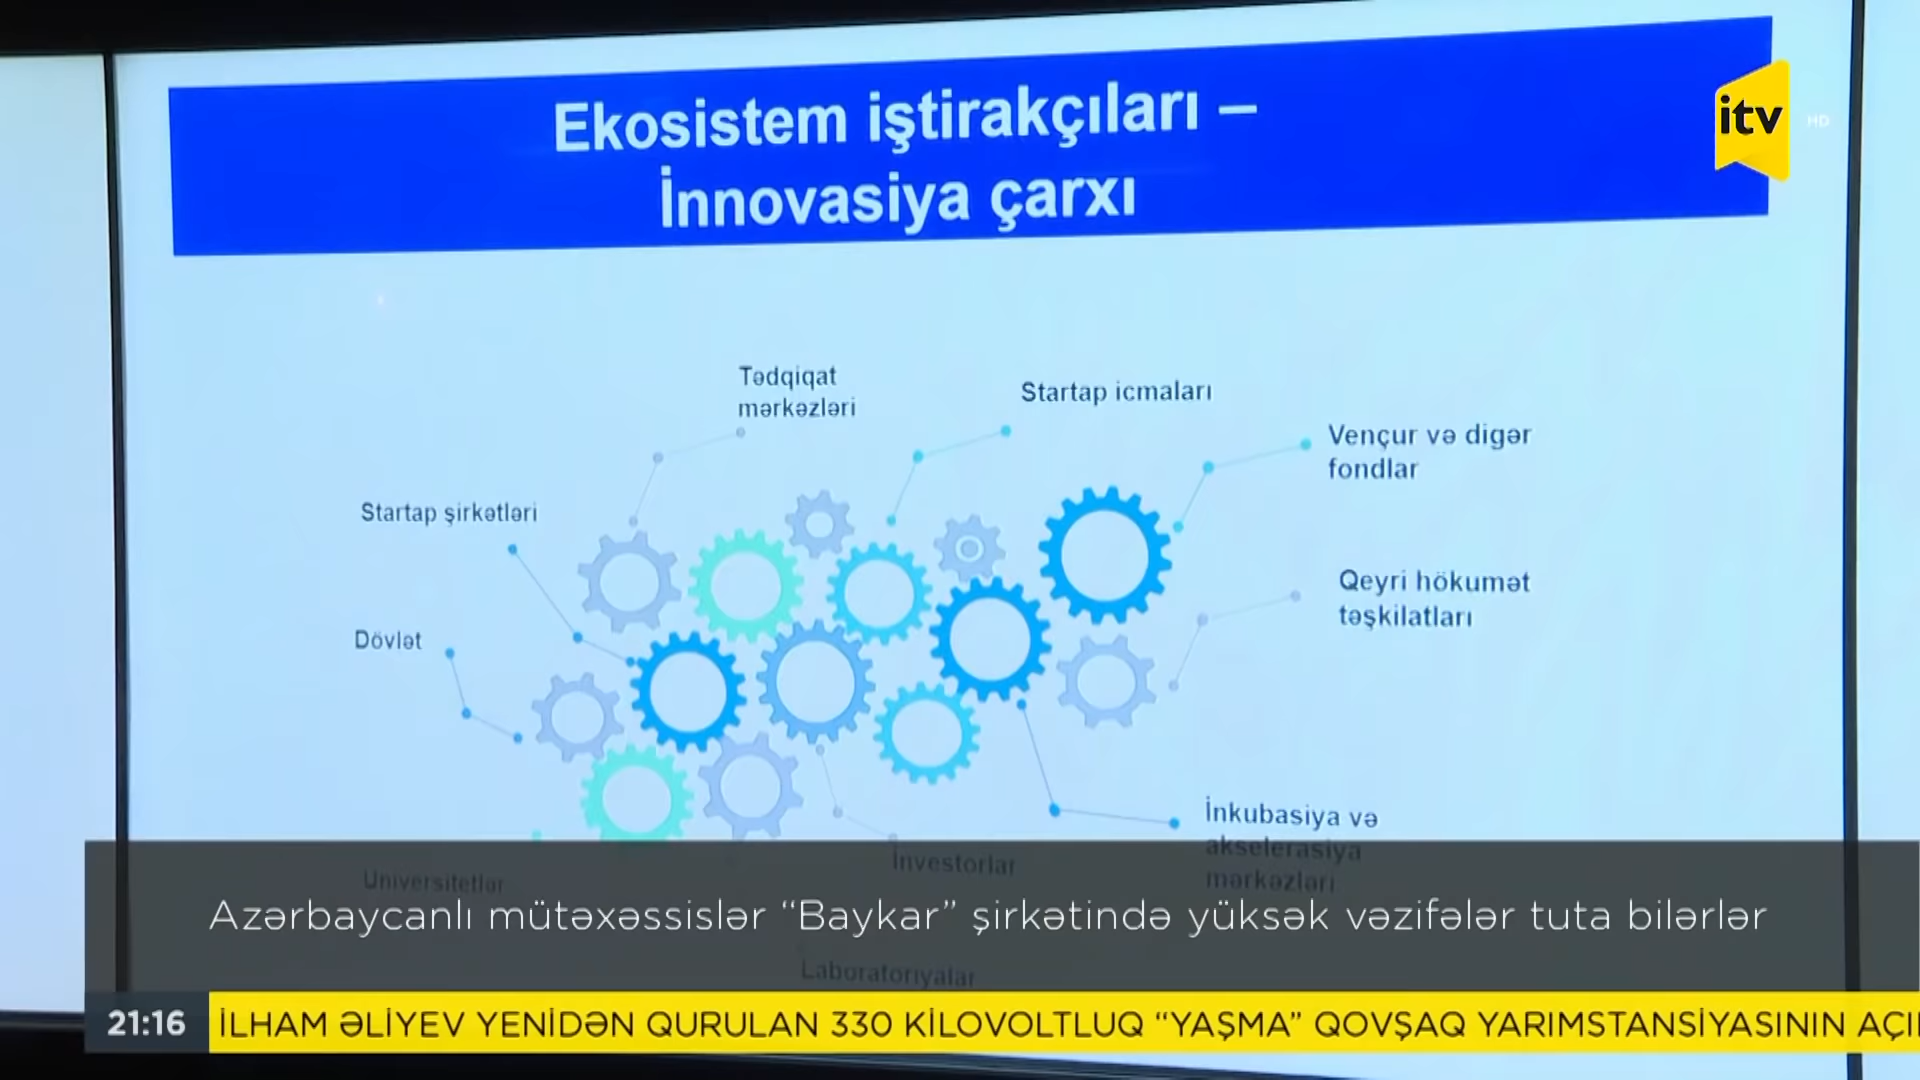 Ekosistem iştirakçıları –
İnnovasiya çarxı
itv
HD
Tədqiqat
mərkəzləri
Startap icmaları
Vençur və digər
fondlar
Startap şirkətləri
Qeyri hökumət
təşkilatları
Dövlət
İnkubasiya və
akselerasiya
mərkəzləri
İnvestorlar
Universitetlər
Laboratoriyalar
Azərbaycanlı mütəxəssislər “Baykar” şirkətində yüksək vəzifələr tuta bilərlər
21:16
İLHAM ƏLİYEV YENİDƏN QURULAN 330 KİLOVOLTLUQ “YAŞMA” QOVŞAQ YARIMSTANSİYASININ AÇI